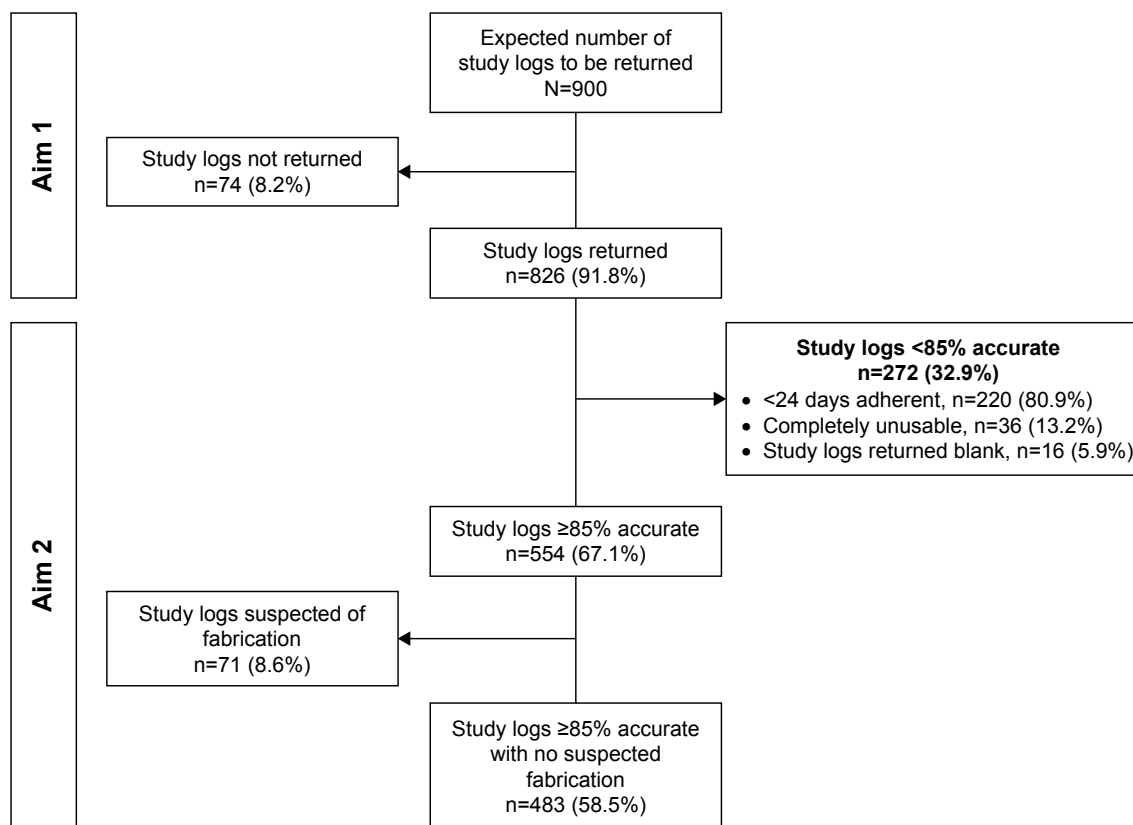 Aim 1
Expected number of
study logs to be returned
N=900
Study logs not returned
n=74 (8.2%)
Study logs returned
n=826 (91.8%)
Aim 2
Study logs <85% accurate
n=272 (32.9%)
• <24 days adherent, n=220 (80.9%)
• Completely unusable, n=36 (13.2%)
• Study logs returned blank, n=16 (5.9%)
Study logs ≥85% accurate
n=554 (67.1%)
Study logs suspected of
fabrication
n=71 (8.6%)
Study logs ≥85% accurate
with no suspected
fabrication
n=483 (58.5%)